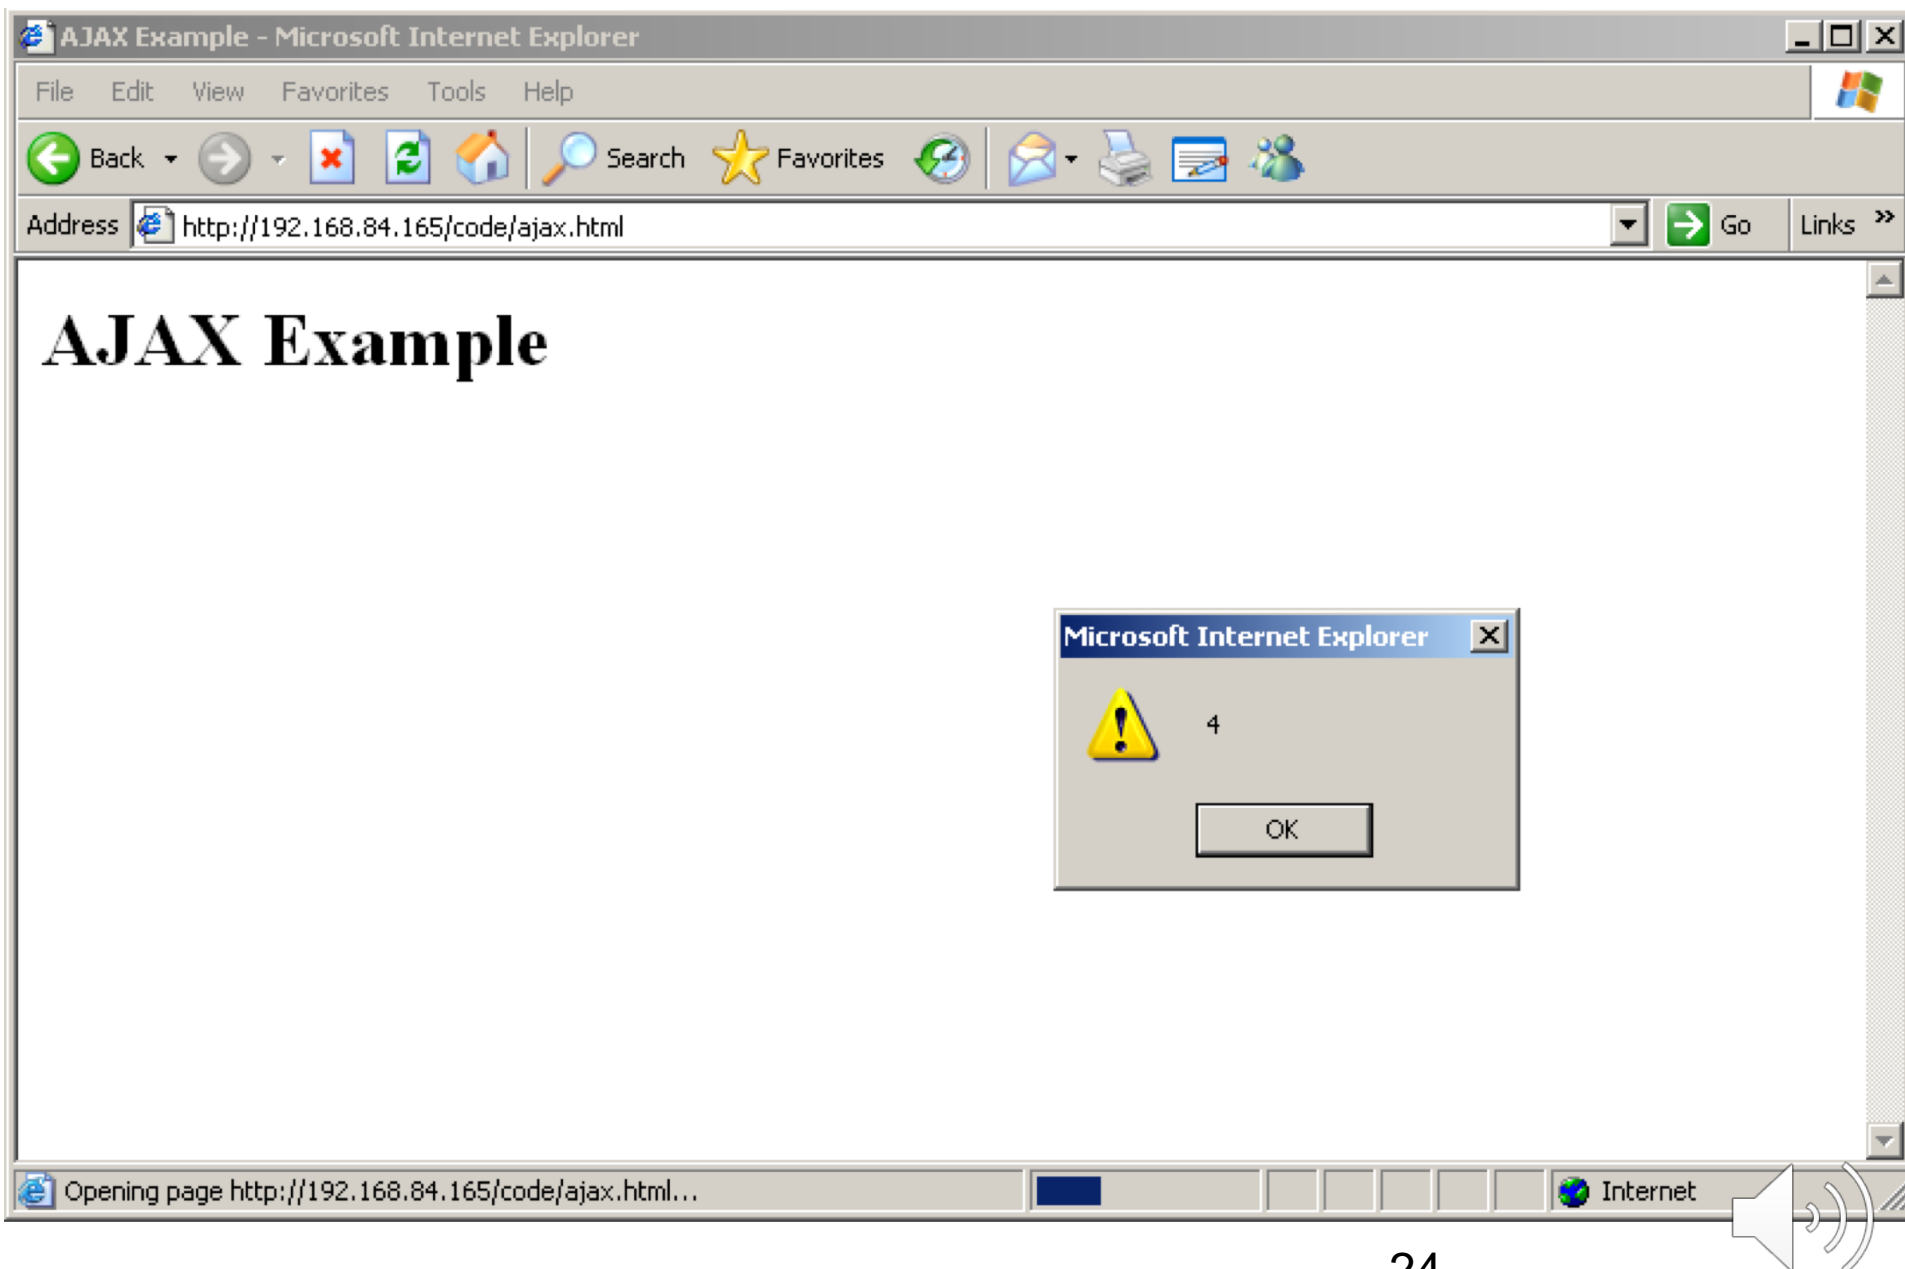 AJAX Example - Microsoft Internet Explorer
File Edit View Favorites Tools Help
Back Search Favorites
Address http://192.168.84.165/code/ajax.html Go Links »
AJAX Example
Microsoft Internet Explorer
4
OK
Opening page http://192.168.84.165/code/ajax.html... Internet
24